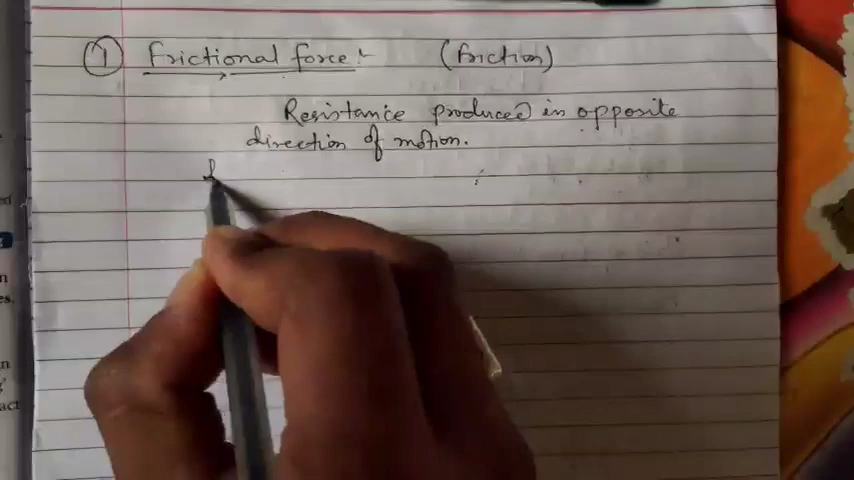 ① Frictional force:- (Friction)
Resistance produced in opposite
direction of motion.